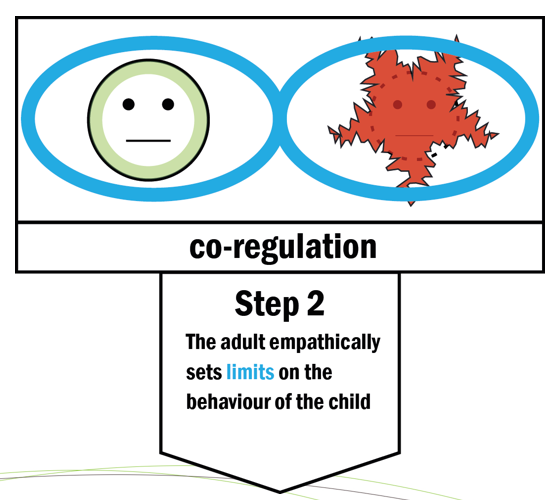 co-regulation
Step 2
The adult empathically
sets limits on the
behaviour of the child